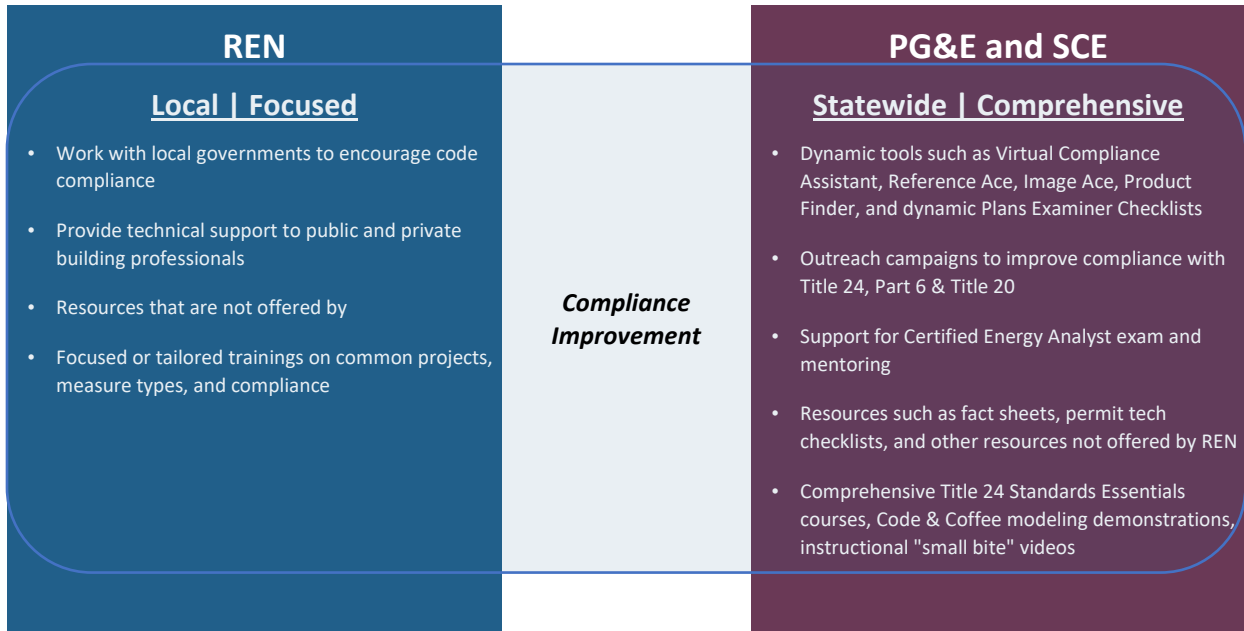 REN
Local | Focused
• Work with local governments to encourage code
compliance
• Provide technical support to public and private
building professionals
• Resources that are not offered by
• Focused or tailored trainings on common projects,
measure types, and compliance
Compliance
Improvement
PG&E and SCE
Statewide | Comprehensive
• Dynamic tools such as Virtual Compliance
Assistant, Reference Ace, Image Ace, Product
Finder, and dynamic Plans Examiner Checklists
• Outreach campaigns to improve compliance with
Title 24, Part 6 & Title 20
• Support for Certified Energy Analyst exam and
mentoring
• Resources such as fact sheets, permit tech
checklists, and other resources not offered by REN
• Comprehensive Title 24 Standards Essentials
courses, Code & Coffee modeling demonstrations,
instructional "small bite" videos